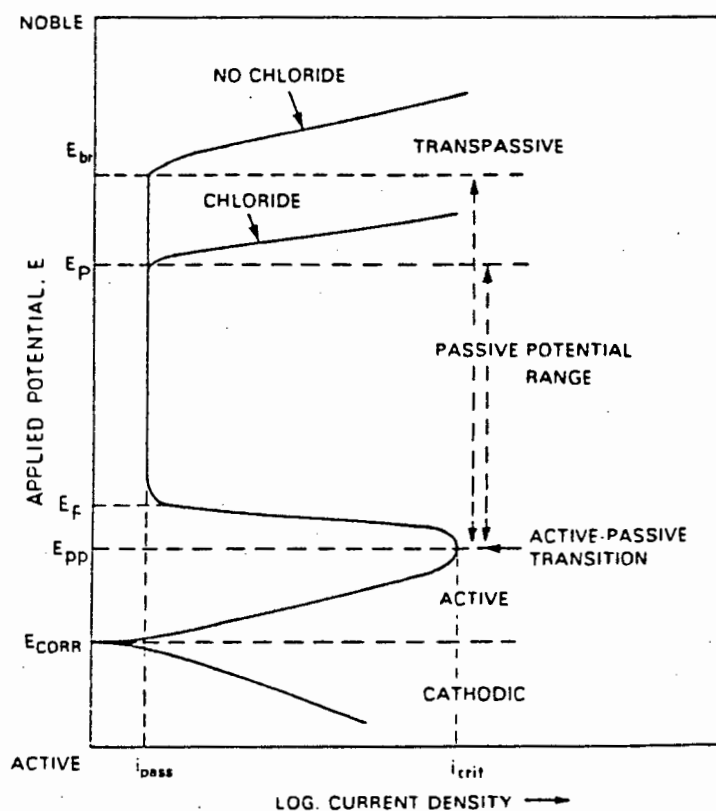 NOBLE
NO CHLORIDE
E_br
TRANSPASSIVE
CHLORIDE
E_P
PASSIVE POTENTIAL
RANGE
APPLIED POTENTIAL, E
E_f
E_pp
ACTIVE-PASSIVE
TRANSITION
ACTIVE
E_CORR
CATHODIC
ACTIVE
i_pass
i_crit
LOG. CURRENT DENSITY